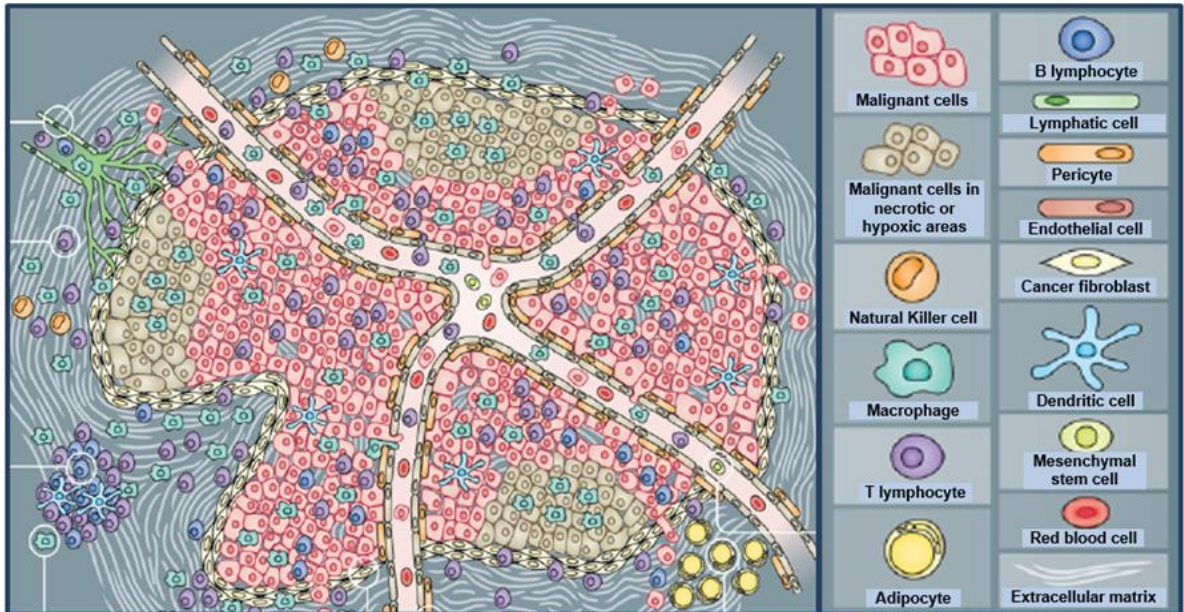 Malignant cells
Malignant cells in
necrotic or
hypoxic areas
Natural Killer cell
Macrophage
T lymphocyte
Adipocyte
B lymphocyte
Lymphatic cell
Pericyte
Endothelial cell
Cancer fibroblast
Dendritic cell
Mesenchymal
stem cell
Red blood cell
Extracellular matrix